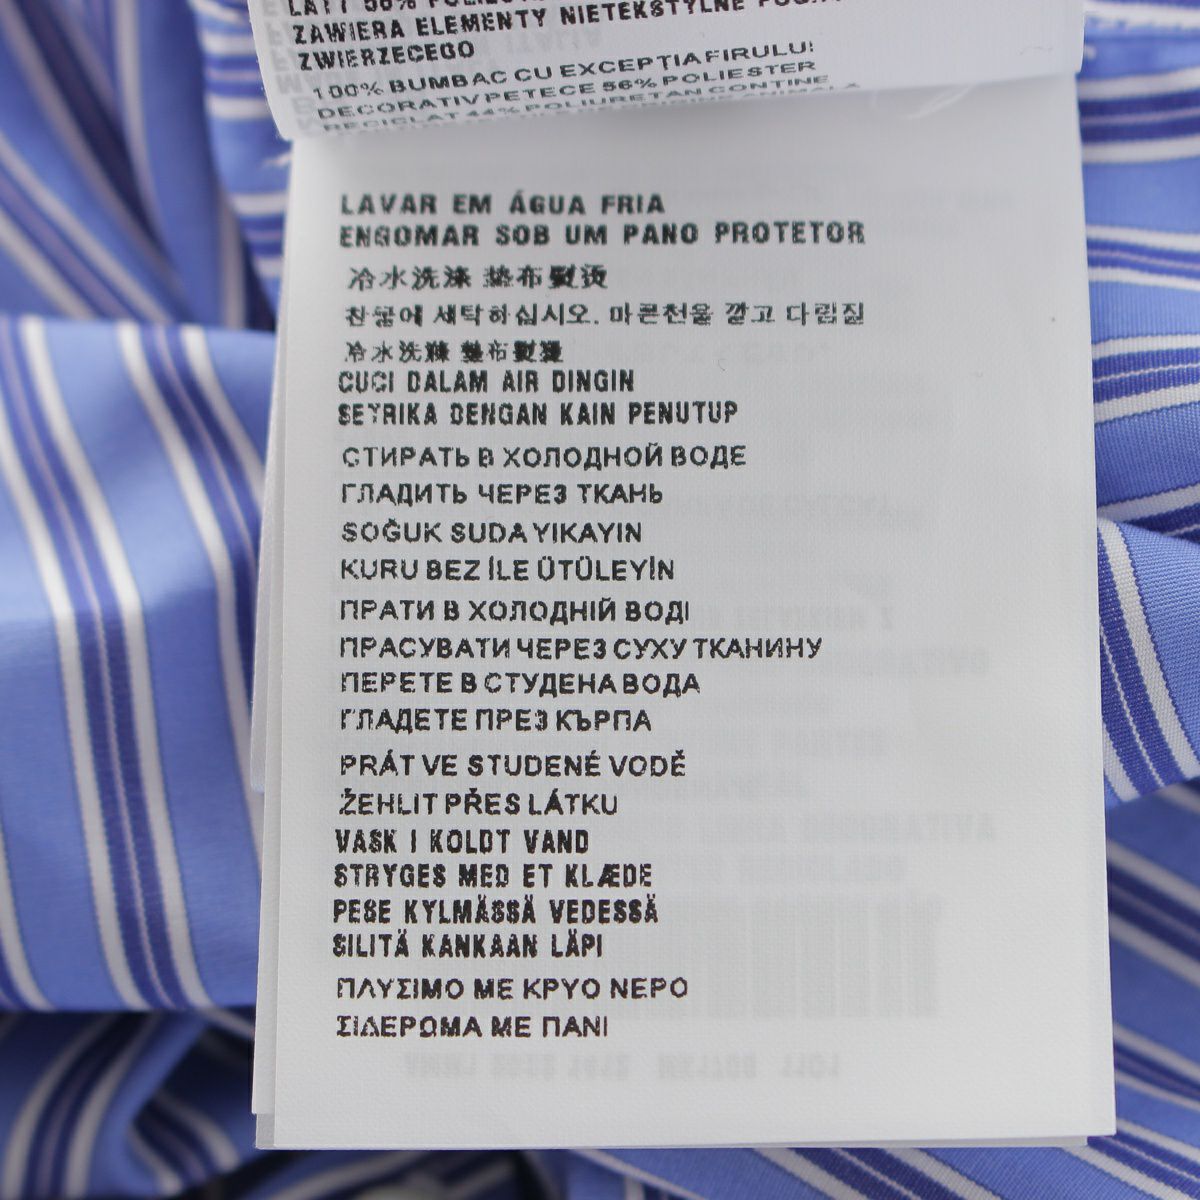 ZAWIERA ELEMENTY NIETEKSTYLNE
ZWIERZECEGO
100% BUMBAC CU EXCEPȚIA FIRULUI
DECORATIV PETECE 56% POLIESTER
RECICLAT 44% POLIURETAN CONTINE
LAVAR EM ÁGUA FRIA
ENGOMAR SOB UM PANO PROTETOR
冷水洗涤 垫布熨烫
찬물에 세탁하십시오. 마른천을 깔고 다림질
冷水洗滌 墊布熨燙
CUCI DALAM AIR DINGIN
SETRIKA DENGAN KAIN PENUTUP
СТИРАТЬ В ХОЛОДНОЙ ВОДЕ
ГЛАДИТЬ ЧЕРЕЗ ТКАНЬ
SOĞUK SUDA YIKAYIN
KURU BEZ İLE ÜTÜLEYİN
ПРАТИ В ХОЛОДНІЙ ВОДІ
ПРАСУВАТИ ЧЕРЕЗ СУХУ ТКАНИНУ
ПЕРЕТЕ В СТУДЕНА ВОДА
ГЛАДЕТЕ ПРЕЗ КЪРПА
PRÁT VE STUDENÉ VODĚ
ŽEHLIT PŘES LÁTKU
VASK I KOLDT VAND
STRYGES MED ET KLÆDE
PESE KYLMÄSSÄ VEDESSÄ
SILITÄ KANKAAN LÄPI
ΠΛΥΣΙΜΟ ΜΕ ΚΡΥΟ ΝΕΡΟ
ΣΙΔΕΡΩΜΑ ΜΕ ΠΑΝΙ